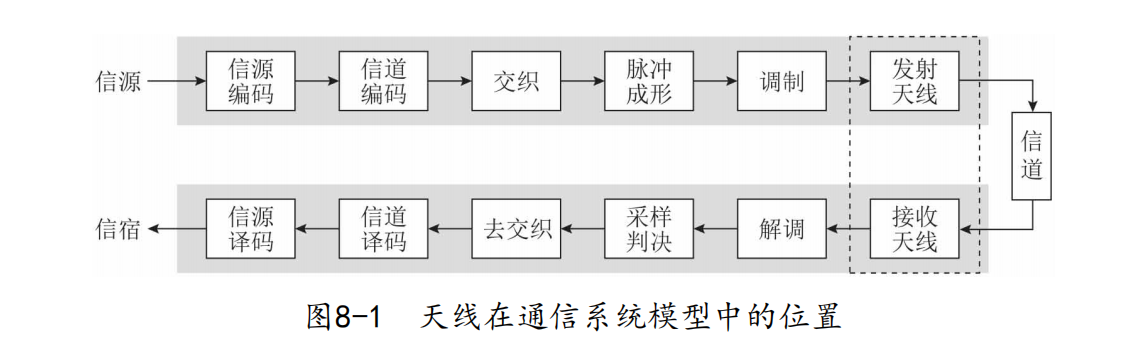 信源
信源
编码
信道
编码
交织
脉冲
成形
调制
发射
天线
信道
信宿
信源
译码
信道
译码
去交织
采样
判决
解调
接收
天线
图8-1 天线在通信系统模型中的位置